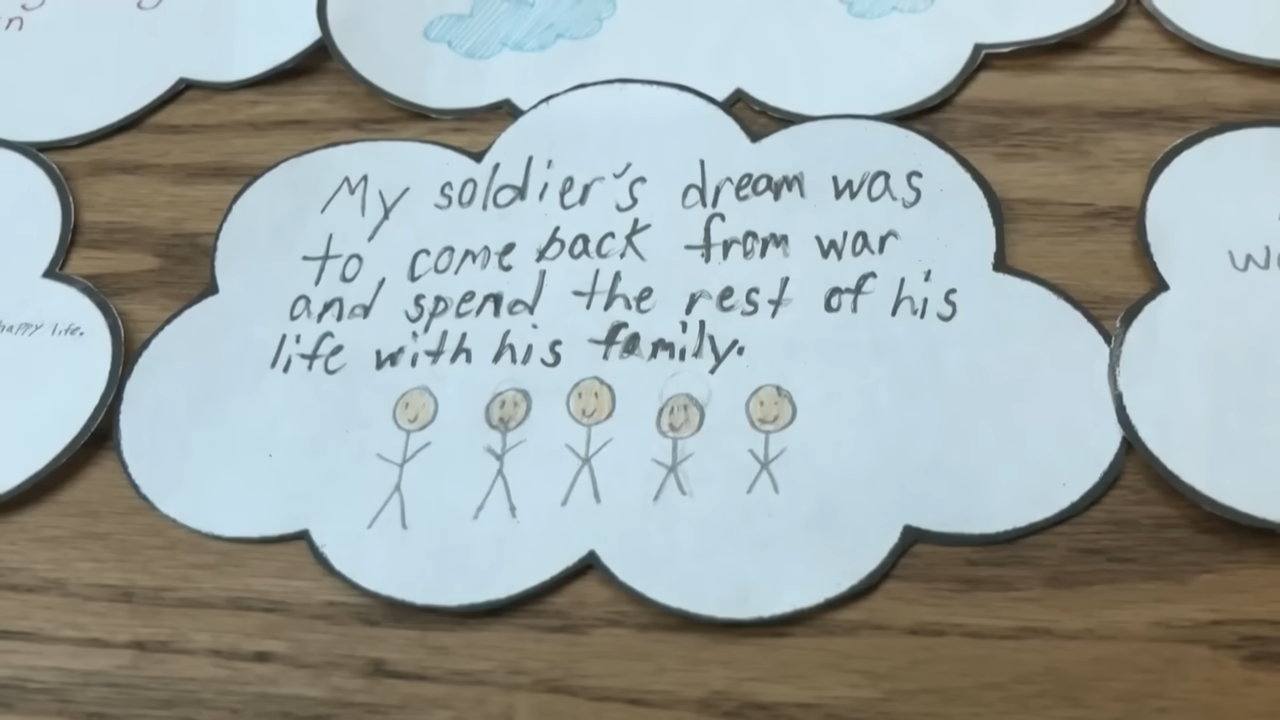 n
My soldier's dream was
to come back from war
and spend the rest of his
life with his family.
happy life.